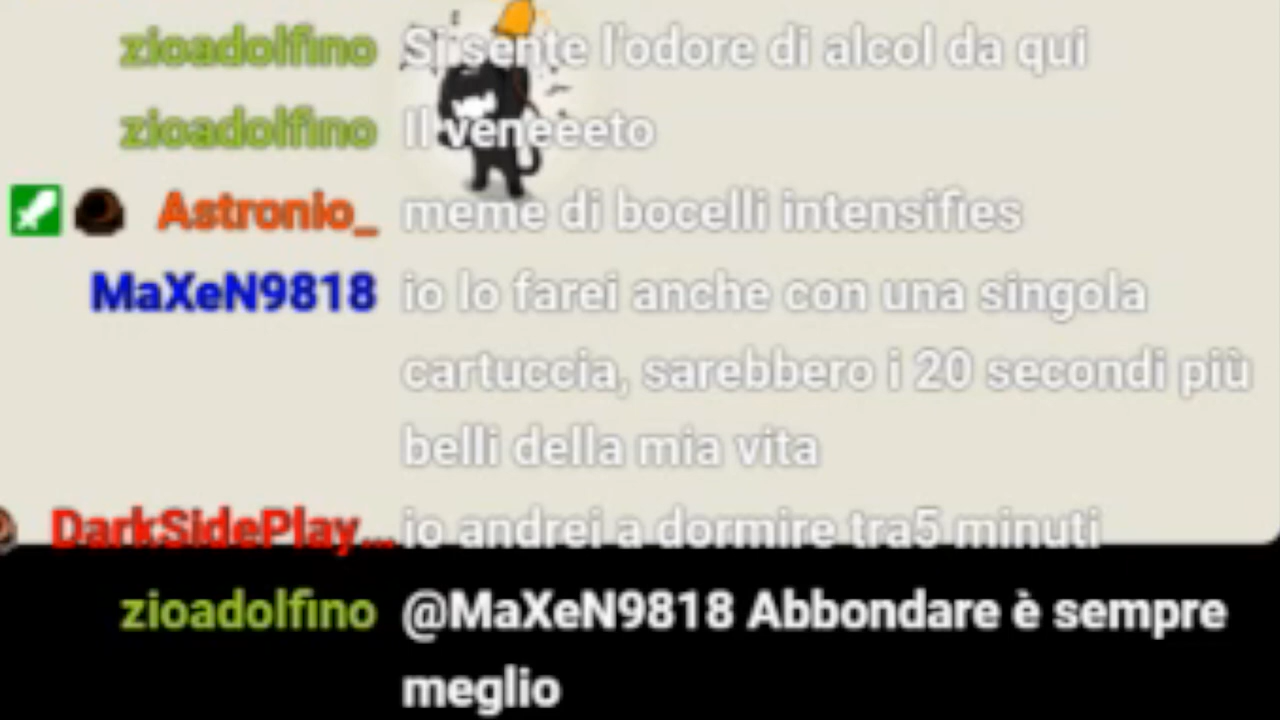 zioadolfino Si sente l'odore di alcol da qui
zioadolfino Il veneeeto
Astronio_ meme di bocelli intensifies
MaXeN9818 io lo farei anche con una singola
cartuccia, sarebbero i 20 secondi più
belli della mia vita
DarkSidePlay... io andrei a dormire tra5 minuti
zioadolfino @MaXeN9818 Abbondare è sempre
meglio